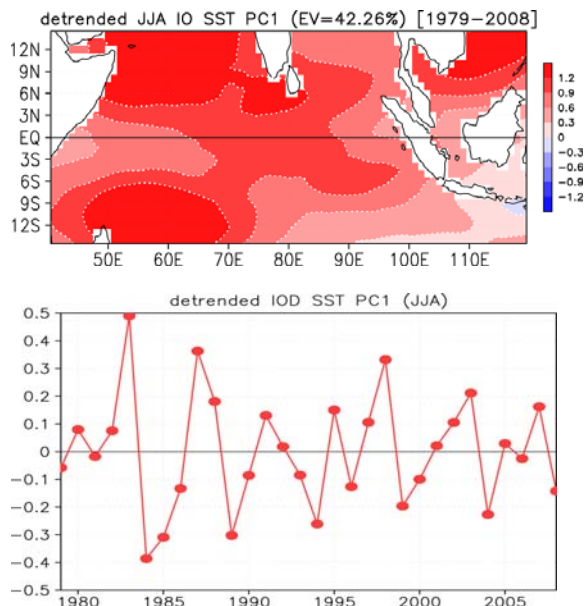 detrended JJA IO SST PC1 (EV=42.26%) [1979−2008]
12N
9N
6N
3N
EQ
3S
6S
9S
12S
50E 60E 70E 80E 90E 100E 110E
1.2
0.9
0.6
0.3
0
−0.3
−0.6
−0.9
−1.2
detrended IOD SST PC1 (JJA)
0.5
0.4
0.3
0.2
0.1
0
−0.1
−0.2
−0.3
−0.4
−0.5
1980 1985 1990 1995 2000 2005